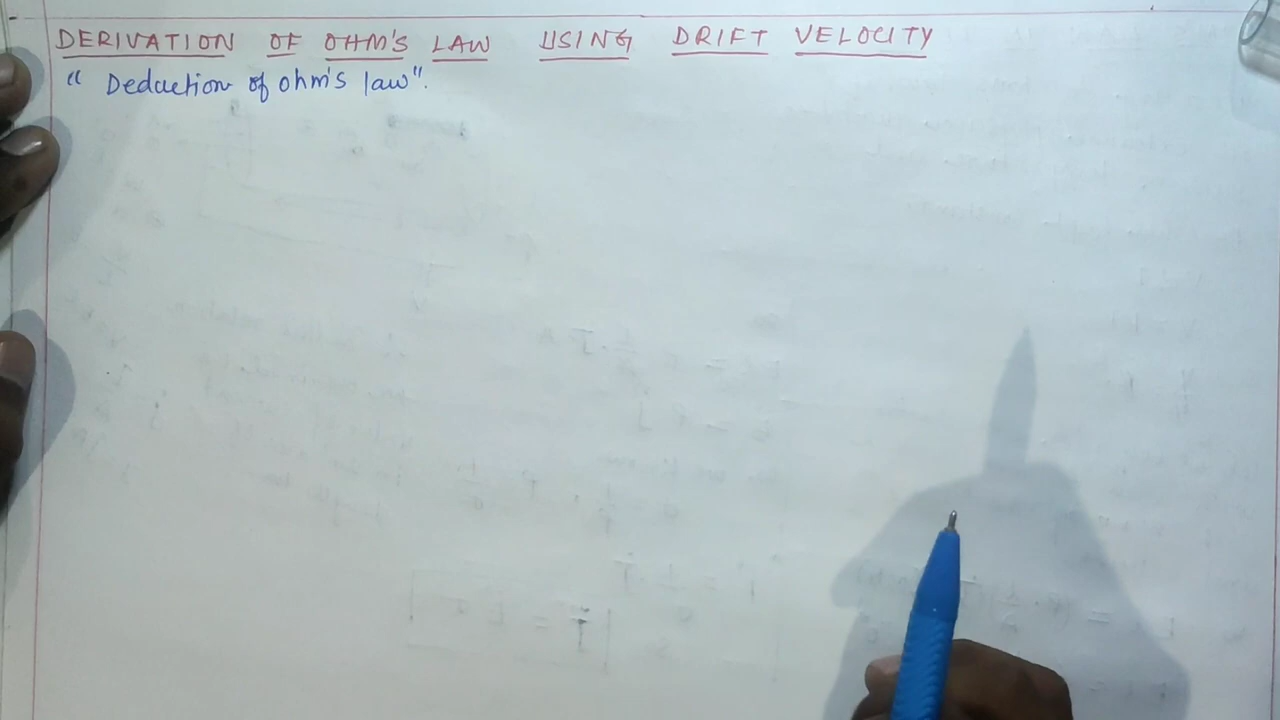 DERIVATION OF OHM'S LAW USING DRIFT VELOCITY
“ Deduction of ohm's law".